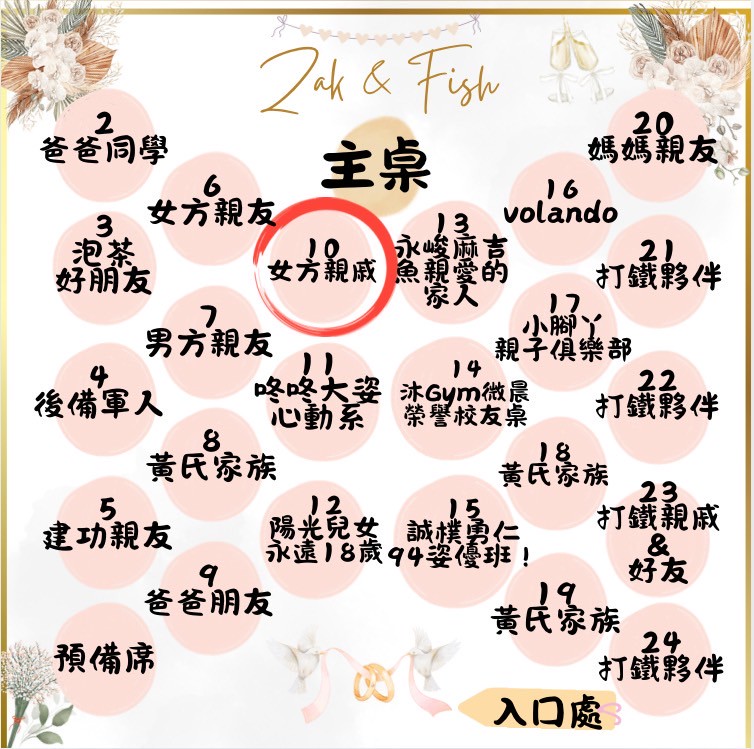 Zak & Fish
主桌
2
爸爸同學
3
泡茶
好朋友
4
後備軍人
5
建功親友
預備席
6
女方親友
7
男方親友
8
黃氏家族
9
爸爸朋友
10
女方親戚
11
咚咚大姿
心動系
12
陽光兒女
永遠18歲
13
永峻麻吉
魚親愛的
家人
14
沐Gym微晨
榮譽校友桌
15
誠樸勇仁
94姿優班！
16
volando
17
小腳丫
親子俱樂部
18
黃氏家族
19
黃氏家族
20
媽媽親友
21
打鐵夥伴
22
打鐵夥伴
23
打鐵親戚
&
好友
24
打鐵夥伴
入口處